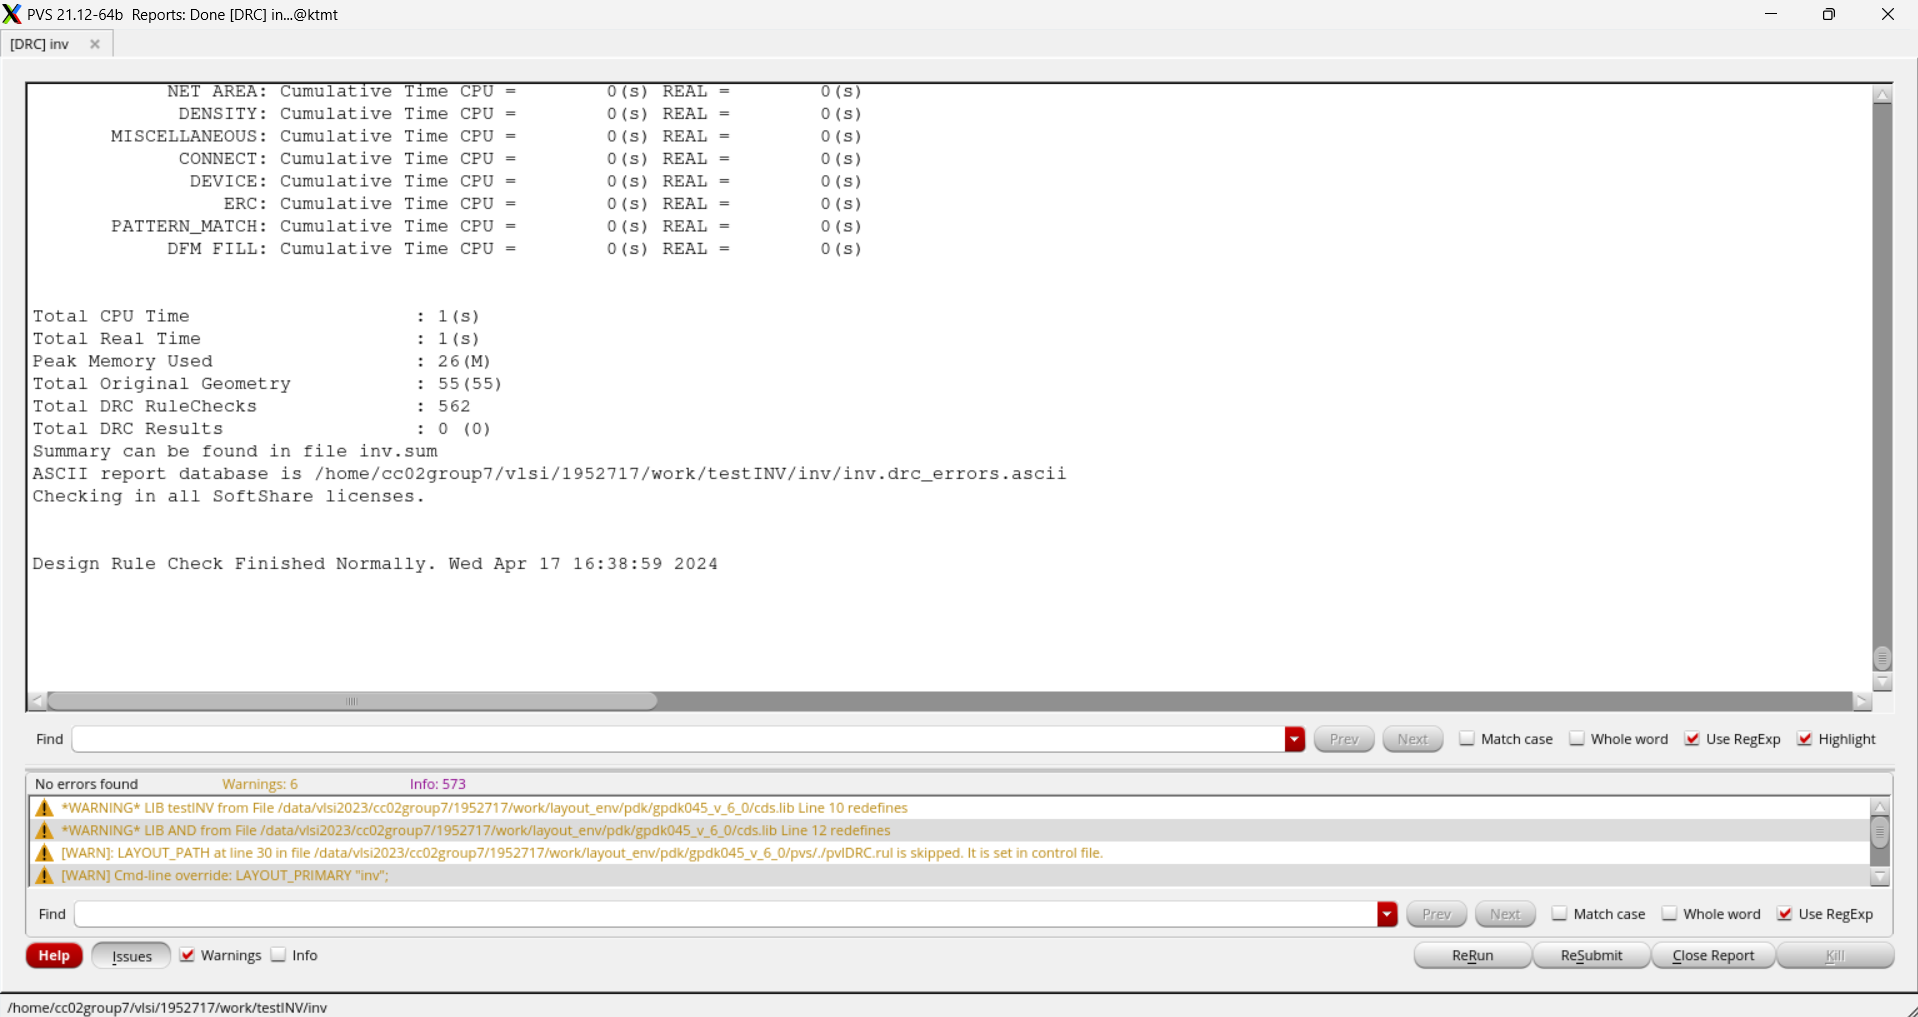 PVS 21.12-64b Reports: Done [DRC] in...@ktmt
[DRC] inv
NET AREA: Cumulative Time CPU = 0(s) REAL = 0(s)
DENSITY: Cumulative Time CPU = 0(s) REAL = 0(s)
MISCELLANEOUS: Cumulative Time CPU = 0(s) REAL = 0(s)
CONNECT: Cumulative Time CPU = 0(s) REAL = 0(s)
DEVICE: Cumulative Time CPU = 0(s) REAL = 0(s)
ERC: Cumulative Time CPU = 0(s) REAL = 0(s)
PATTERN_MATCH: Cumulative Time CPU = 0(s) REAL = 0(s)
DFM FILL: Cumulative Time CPU = 0(s) REAL = 0(s)
Total CPU Time : 1(s)
Total Real Time : 1(s)
Peak Memory Used : 26(M)
Total Original Geometry : 55(55)
Total DRC RuleChecks : 562
Total DRC Results : 0 (0)
Summary can be found in file inv.sum
ASCII report database is /home/cc02group7/vlsi/1952717/work/testINV/inv/inv.drc_errors.ascii
Checking in all SoftShare licenses.
Design Rule Check Finished Normally. Wed Apr 17 16:38:59 2024
Find Prev Next Match case Whole word Use RegExp Highlight
No errors found Warnings: 6 Info: 573
*WARNING* LIB testINV from File /data/vlsi2023/cc02group7/1952717/work/layout_env/pdk/gpdk045_v_6_0/cds.lib Line 10 redefines
*WARNING* LIB AND from File /data/vlsi2023/cc02group7/1952717/work/layout_env/pdk/gpdk045_v_6_0/cds.lib Line 12 redefines
[WARN]: LAYOUT_PATH at line 30 in file /data/vlsi2023/cc02group7/1952717/work/layout_env/pdk/gpdk045_v_6_0/pvs/./pvlDRC.rul is skipped. It is set in control file.
[WARN] Cmd-line override: LAYOUT_PRIMARY "inv";
Find Prev Next Match case Whole word Use RegExp
Help Issues Warnings Info ReRun ReSubmit Close Report Kill
/home/cc02group7/vlsi/1952717/work/testINV/inv